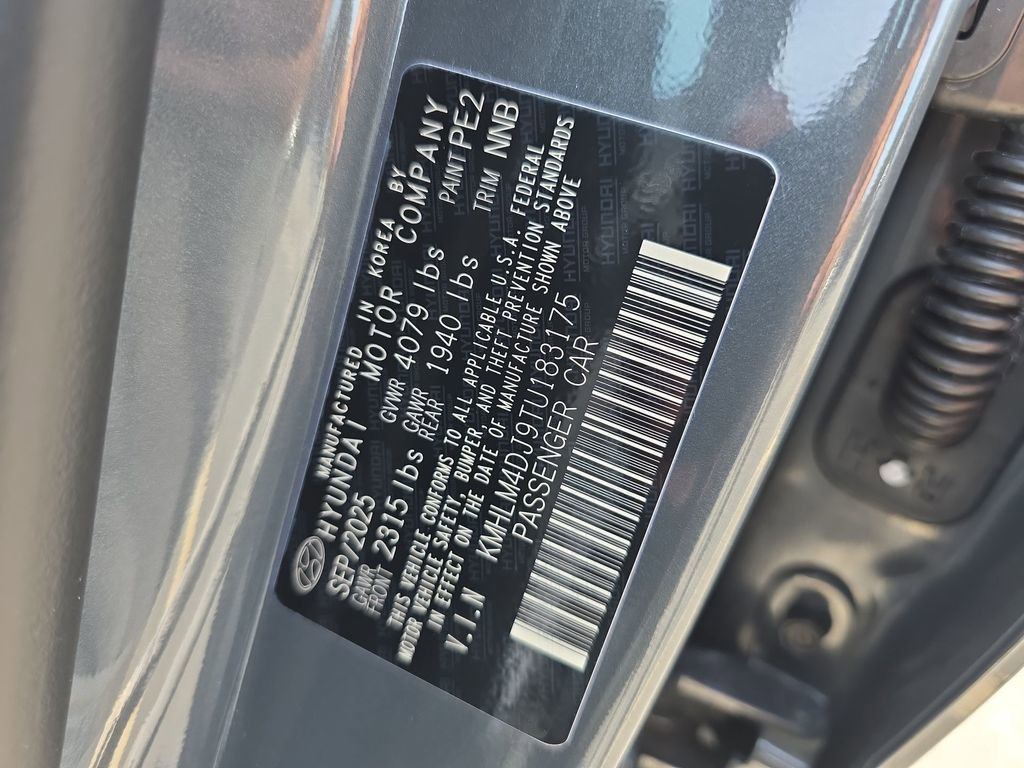 MANUFACTURED IN KOREA BY
HYUNDAI MOTOR COMPANY
SEP/2025 GVWR 4079 lbs PAINT PE2
GAWR FRONT 2315 lbs GAWR REAR 1940 lbs TRIM NNB
THIS VEHICLE CONFORMS TO ALL APPLICABLE U.S.A. FEDERAL
MOTOR VEHICLE SAFETY, BUMPER, AND THEFT PREVENTION STANDARDS
IN EFFECT ON THE DATE OF MANUFACTURE SHOWN ABOVE
V.I.N KMHLM4DJ9TU183175
PASSENGER CAR